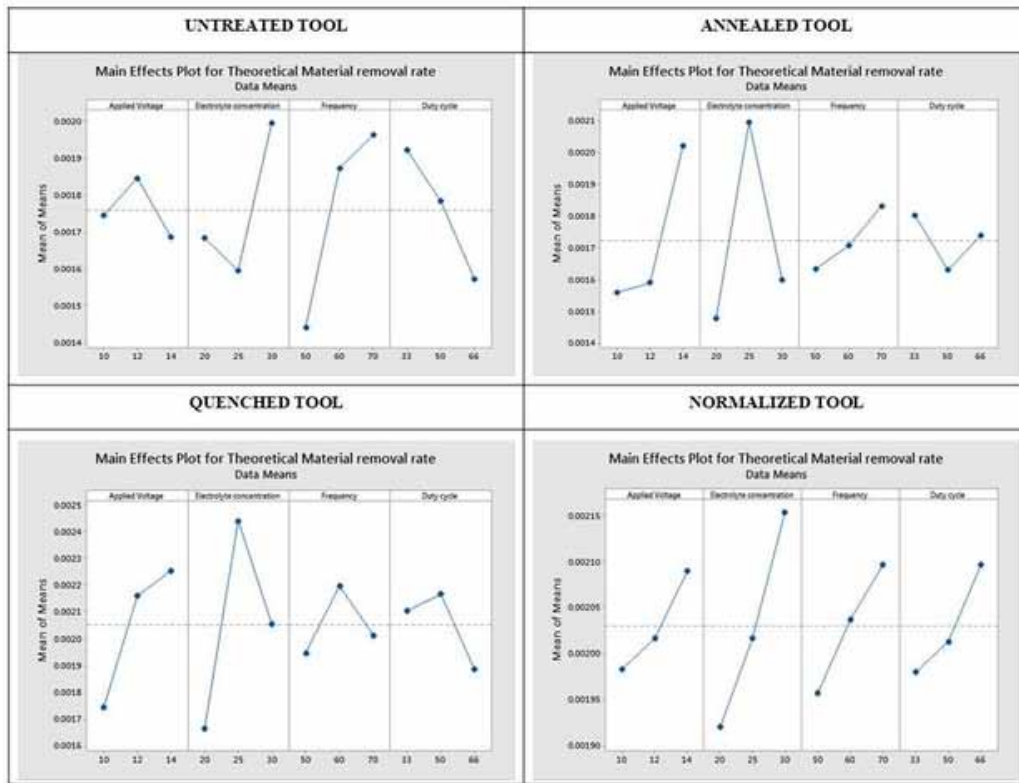 UNTREATED TOOL
ANNEALED TOOL
Main Effects Plot for Theoretical Material removal rate
Data Means
Applied Voltage Electrolyte concentration Frequency Duty cycle
Mean of Means
0.0020
0.0019
0.0018
0.0017
0.0016
0.0015
0.0014
10 12 14 20 25 30 50 60 70 33 50 66
Main Effects Plot for Theoretical Material removal rate
Data Means
Applied Voltage Electrolyte concentration Frequency Duty cycle
Mean of Means
0.0021
0.0020
0.0019
0.0018
0.0017
0.0016
0.0015
0.0014
10 12 14 20 25 30 50 60 70 33 50 66
QUENCHED TOOL
NORMALIZED TOOL
Main Effects Plot for Theoretical Material removal rate
Data Means
Applied Voltage Electrolyte concentration Frequency Duty cycle
Mean of Means
0.0025
0.0024
0.0023
0.0022
0.0021
0.0020
0.0019
0.0018
0.0017
0.0016
10 12 14 20 25 30 50 60 70 33 50 66
Main Effects Plot for Theoretical Material removal rate
Data Means
Applied Voltage Electrolyte concentration Frequency Duty cycle
Mean of Means
0.00215
0.00210
0.00205
0.00200
0.00195
0.00190
10 12 14 20 25 30 50 60 70 33 50 66